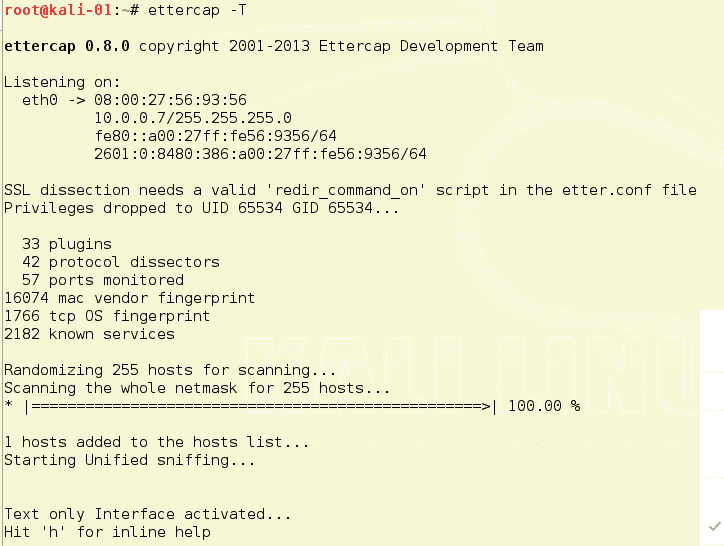 root@kali-01:~# ettercap -T
ettercap 0.8.0 copyright 2001-2013 Ettercap Development Team
Listening on:
eth0 -> 08:00:27:56:93:56
10.0.0.7/255.255.255.0
fe80::a00:27ff:fe56:9356/64
2601:0:8480:386:a00:27ff:fe56:9356/64
SSL dissection needs a valid 'redir_command_on' script in the etter.conf file
Privileges dropped to UID 65534 GID 65534...
33 plugins
42 protocol dissectors
57 ports monitored
16074 mac vendor fingerprint
1766 tcp OS fingerprint
2182 known services
Randomizing 255 hosts for scanning...
Scanning the whole netmask for 255 hosts...
* |==================================================>| 100.00 %
1 hosts added to the hosts list...
Starting Unified sniffing...
Text only Interface activated...
Hit 'h' for inline help
KALI LINU